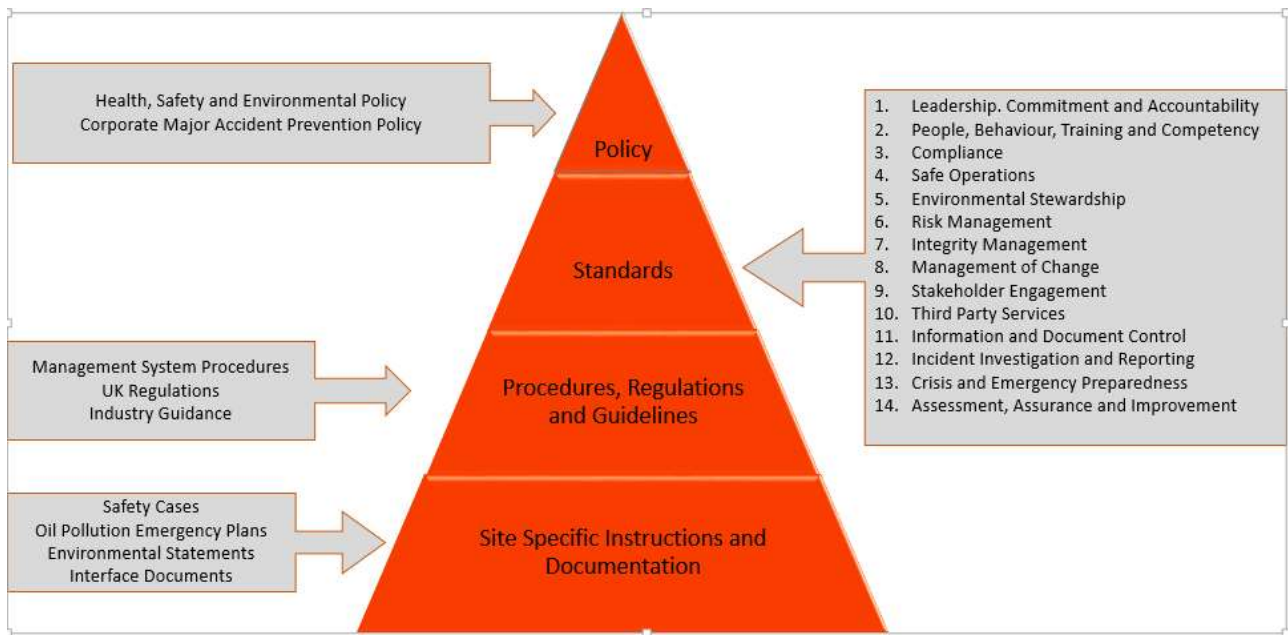 Health, Safety and Environmental Policy
Corporate Major Accident Prevention Policy
Policy
1. Leadership. Commitment and Accountability
2. People, Behaviour, Training and Competency
3. Compliance
4. Safe Operations
5. Environmental Stewardship
6. Risk Management
7. Integrity Management
8. Management of Change
9. Stakeholder Engagement
10. Third Party Services
11. Information and Document Control
12. Incident Investigation and Reporting
13. Crisis and Emergency Preparedness
14. Assessment, Assurance and Improvement
Standards
Management System Procedures
UK Regulations
Industry Guidance
Procedures, Regulations
and Guidelines
Safety Cases
Oil Pollution Emergency Plans
Environmental Statements
Interface Documents
Site Specific Instructions and
Documentation